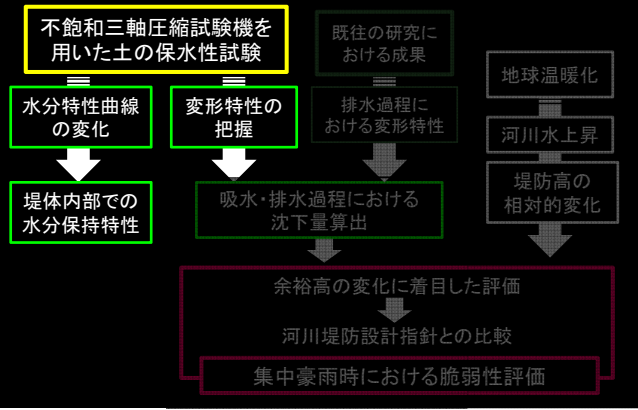 不飽和三軸圧縮試験機を
用いた土の保水性試験
水分特性曲線
の変化
変形特性の
把握
堤体内部での
水分保持特性
既往の研究に
おける成果
排水過程に
おける変形特性
吸水・排水過程における
沈下量算出
地球温暖化
河川水上昇
堤防高の
相対的変化
余裕高の変化に着目した評価
河川堤防設計指針との比較
集中豪雨時における脆弱性評価